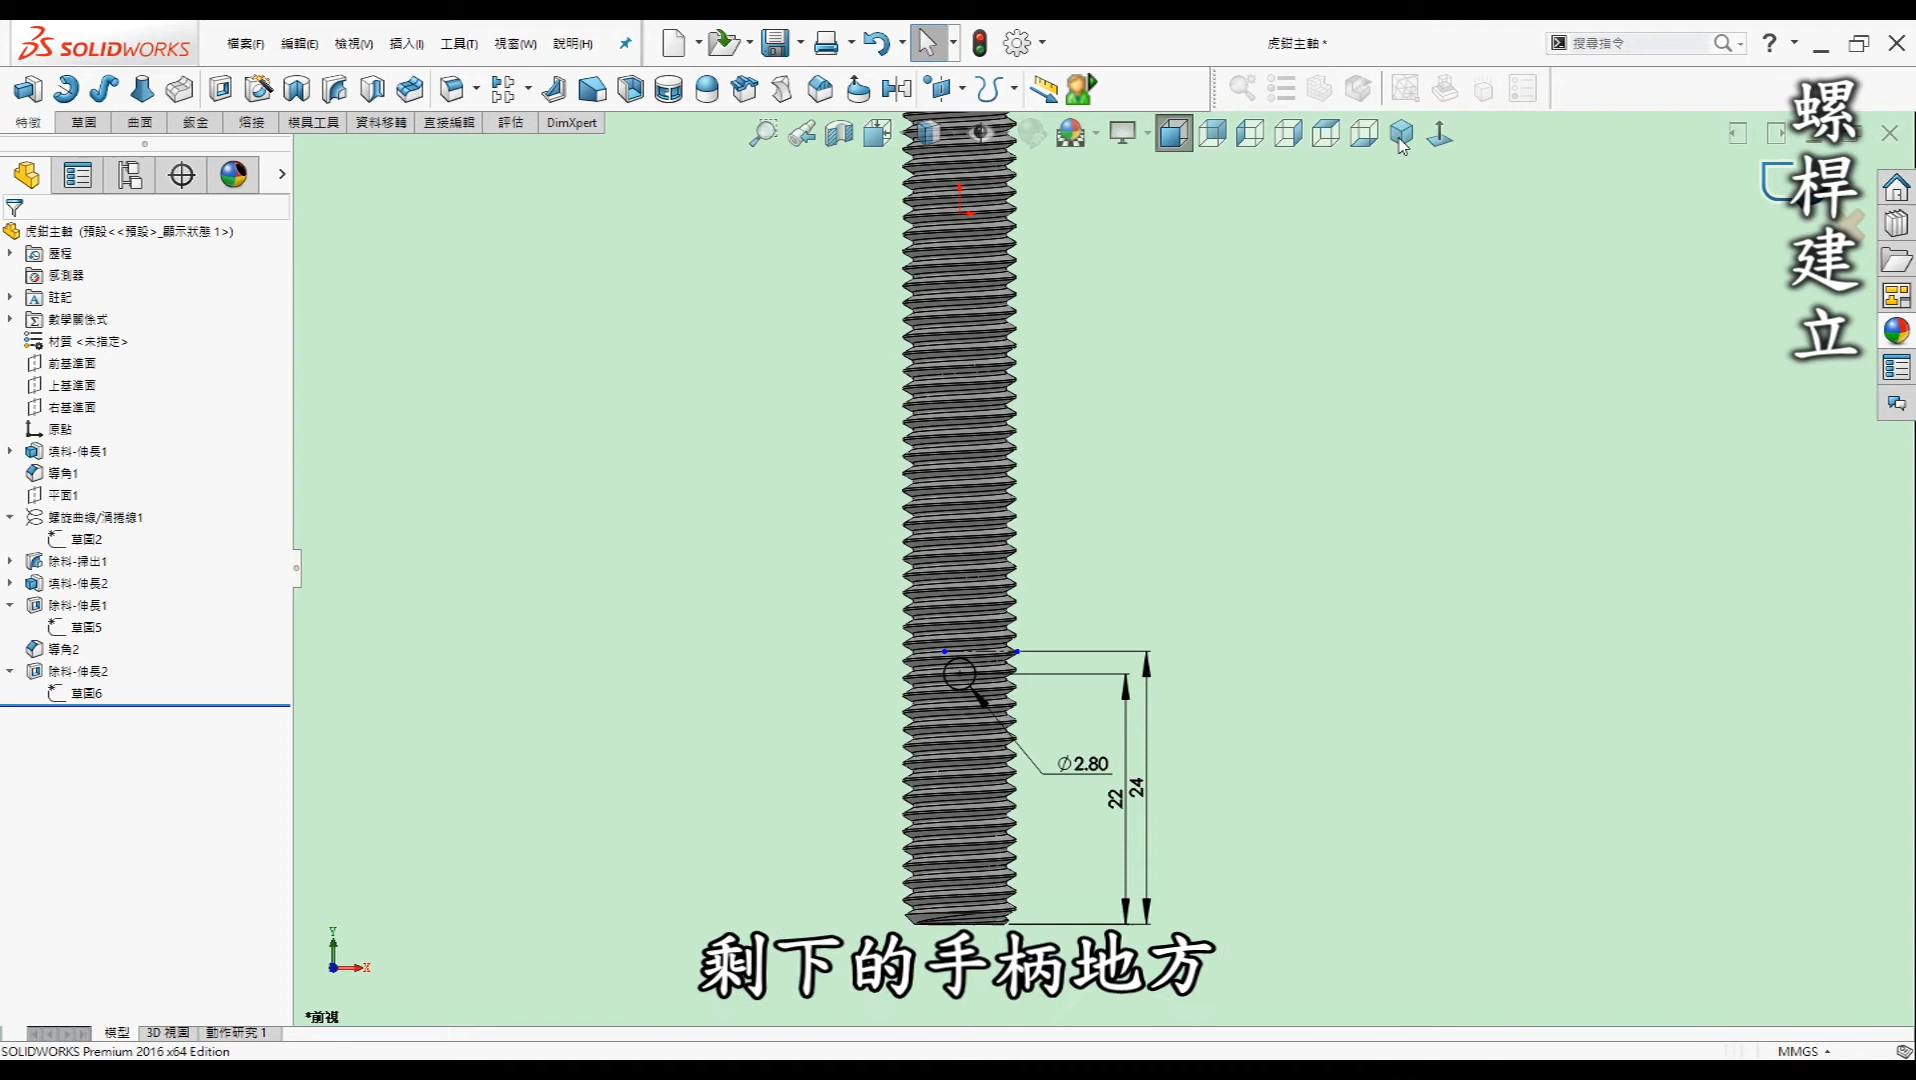 SOLIDWORKS
檔案(F)
編輯(E)
檢視(V)
插入(I)
工具(T)
視窗(W)
說明(H)
虎鉗主軸 *
搜尋指令
特徵
草圖
曲面
鈑金
熔接
模具工具
資料移轉
直接編輯
評估
DimXpert
虎鉗主軸 (預設<<預設>_顯示狀態 1>)
歷程
感測器
註記
數學關係式
材質 <未指定>
前基準面
上基準面
右基準面
原點
填料-伸長1
導角1
平面1
螺旋曲線/渦捲線1
草圖2
除料-掃出1
填料-伸長2
除料-伸長1
草圖5
導角2
除料-伸長2
草圖6
螺桿建立
∅2.80
22
24
Y
X
剩下的手柄地方
*前視
模型
3D 視圖
動作研究 1
SOLIDWORKS Premium 2016 x64 Edition
MMGS